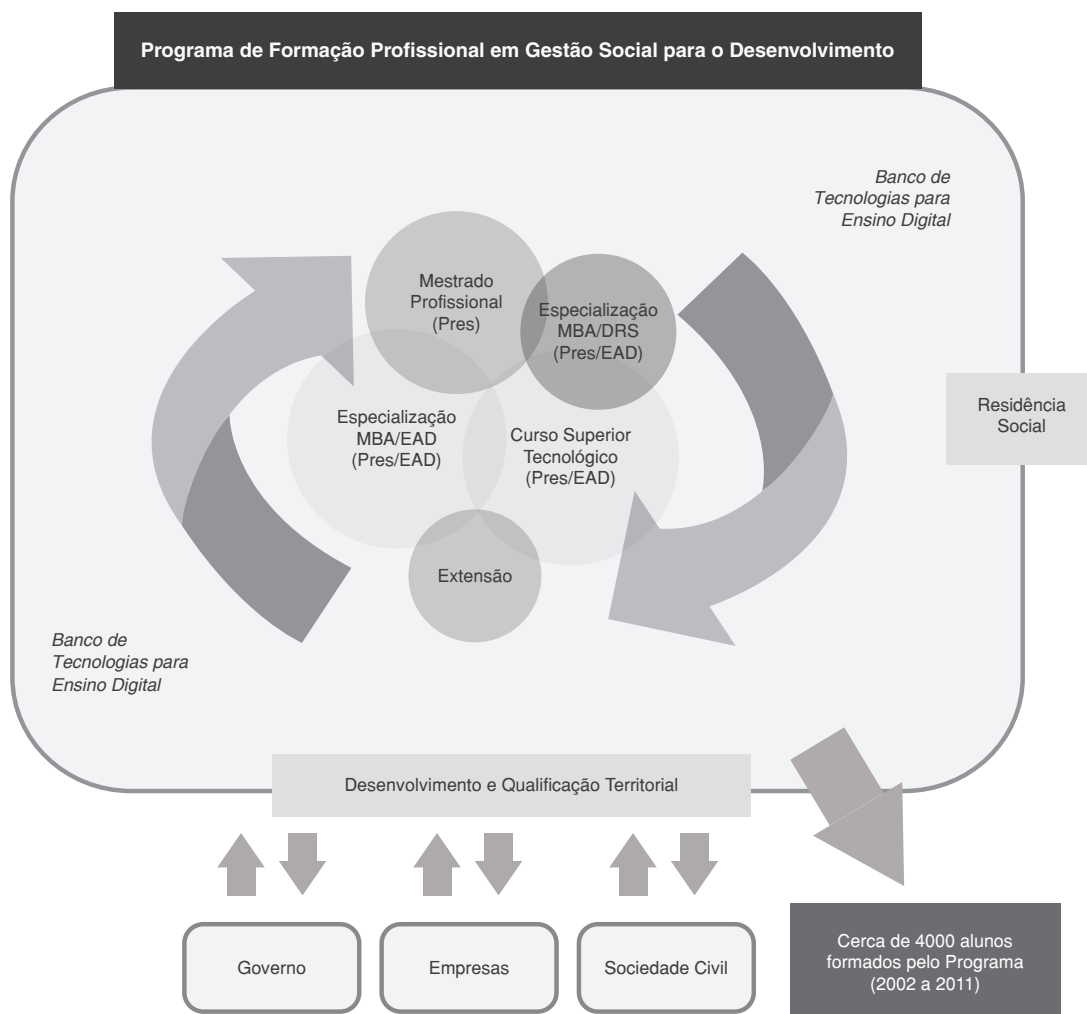 Programa de Formação Profissional em Gestão Social para o Desenvolvimento
Banco de
Tecnologias para
Ensino Digital
Mestrado
Profissional
(Pres)
Especialização
MBA/DRS
(Pres/EAD)
Residência
Social
Especialização
MBA/EAD
(Pres/EAD)
Curso Superior
Tecnológico
(Pres/EAD)
Extensão
Banco de
Tecnologias para
Ensino Digital
Desenvolvimento e Qualificação Territorial
Governo
Empresas
Sociedade Civil
Cerca de 4000 alunos
formados pelo Programa
(2002 a 2011)